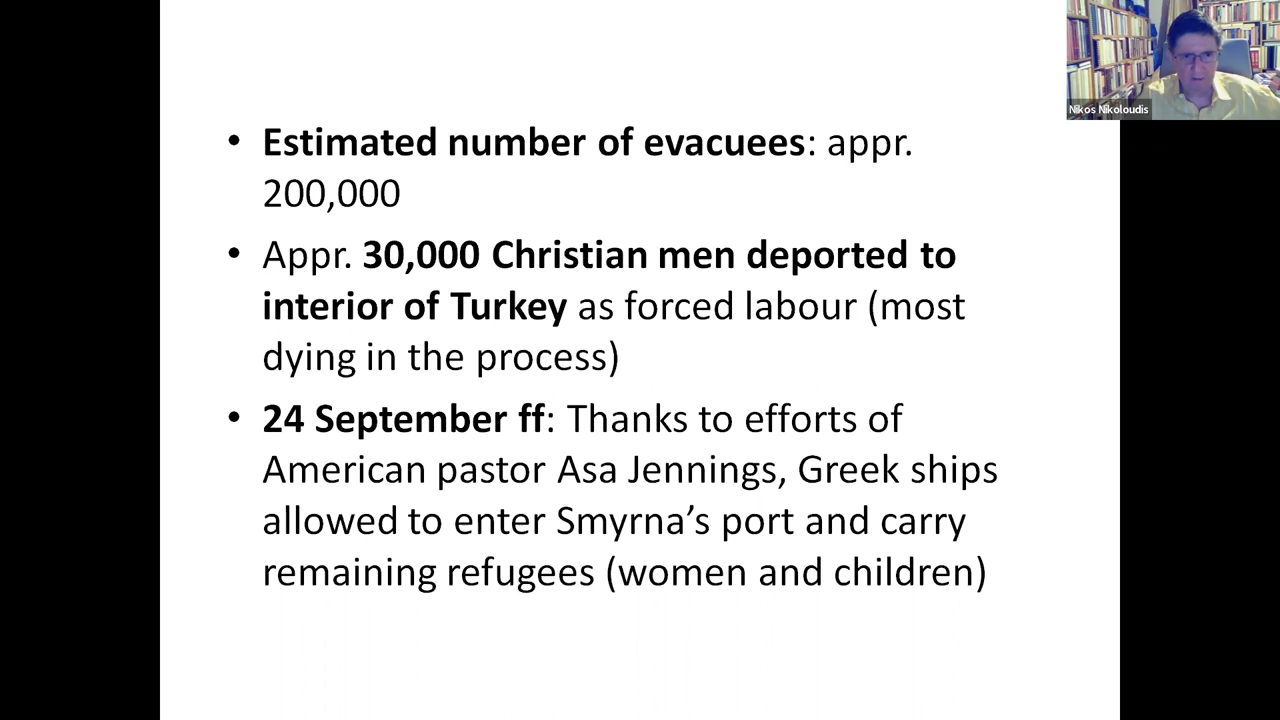 • Estimated number of evacuees: appr.
200,000
• Appr. 30,000 Christian men deported to
interior of Turkey as forced labour (most
dying in the process)
• 24 September ff: Thanks to efforts of
American pastor Asa Jennings, Greek ships
allowed to enter Smyrna’s port and carry
remaining refugees (women and children)
Nikos Nikoloudis